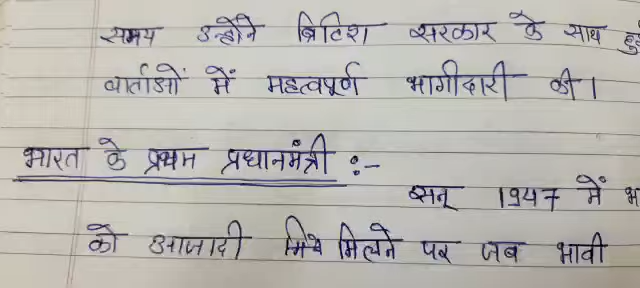 समय उन्होंने ब्रिटिश सरकार के साथ हुई
वार्ताओं में महत्वपूर्ण भागीदारी की।
भारत के प्रथम प्रधानमंत्री :-
सन् 1947 में
को आजादी मिलने पर जब भावी